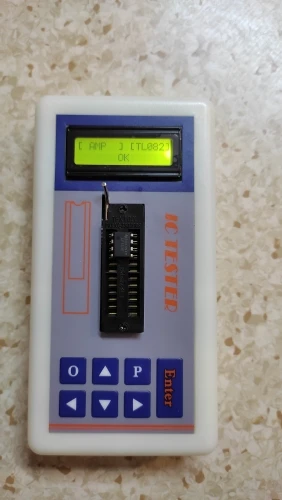 [ AMP  ] [TL082]
OK
IC TESTER
O
P
Enter